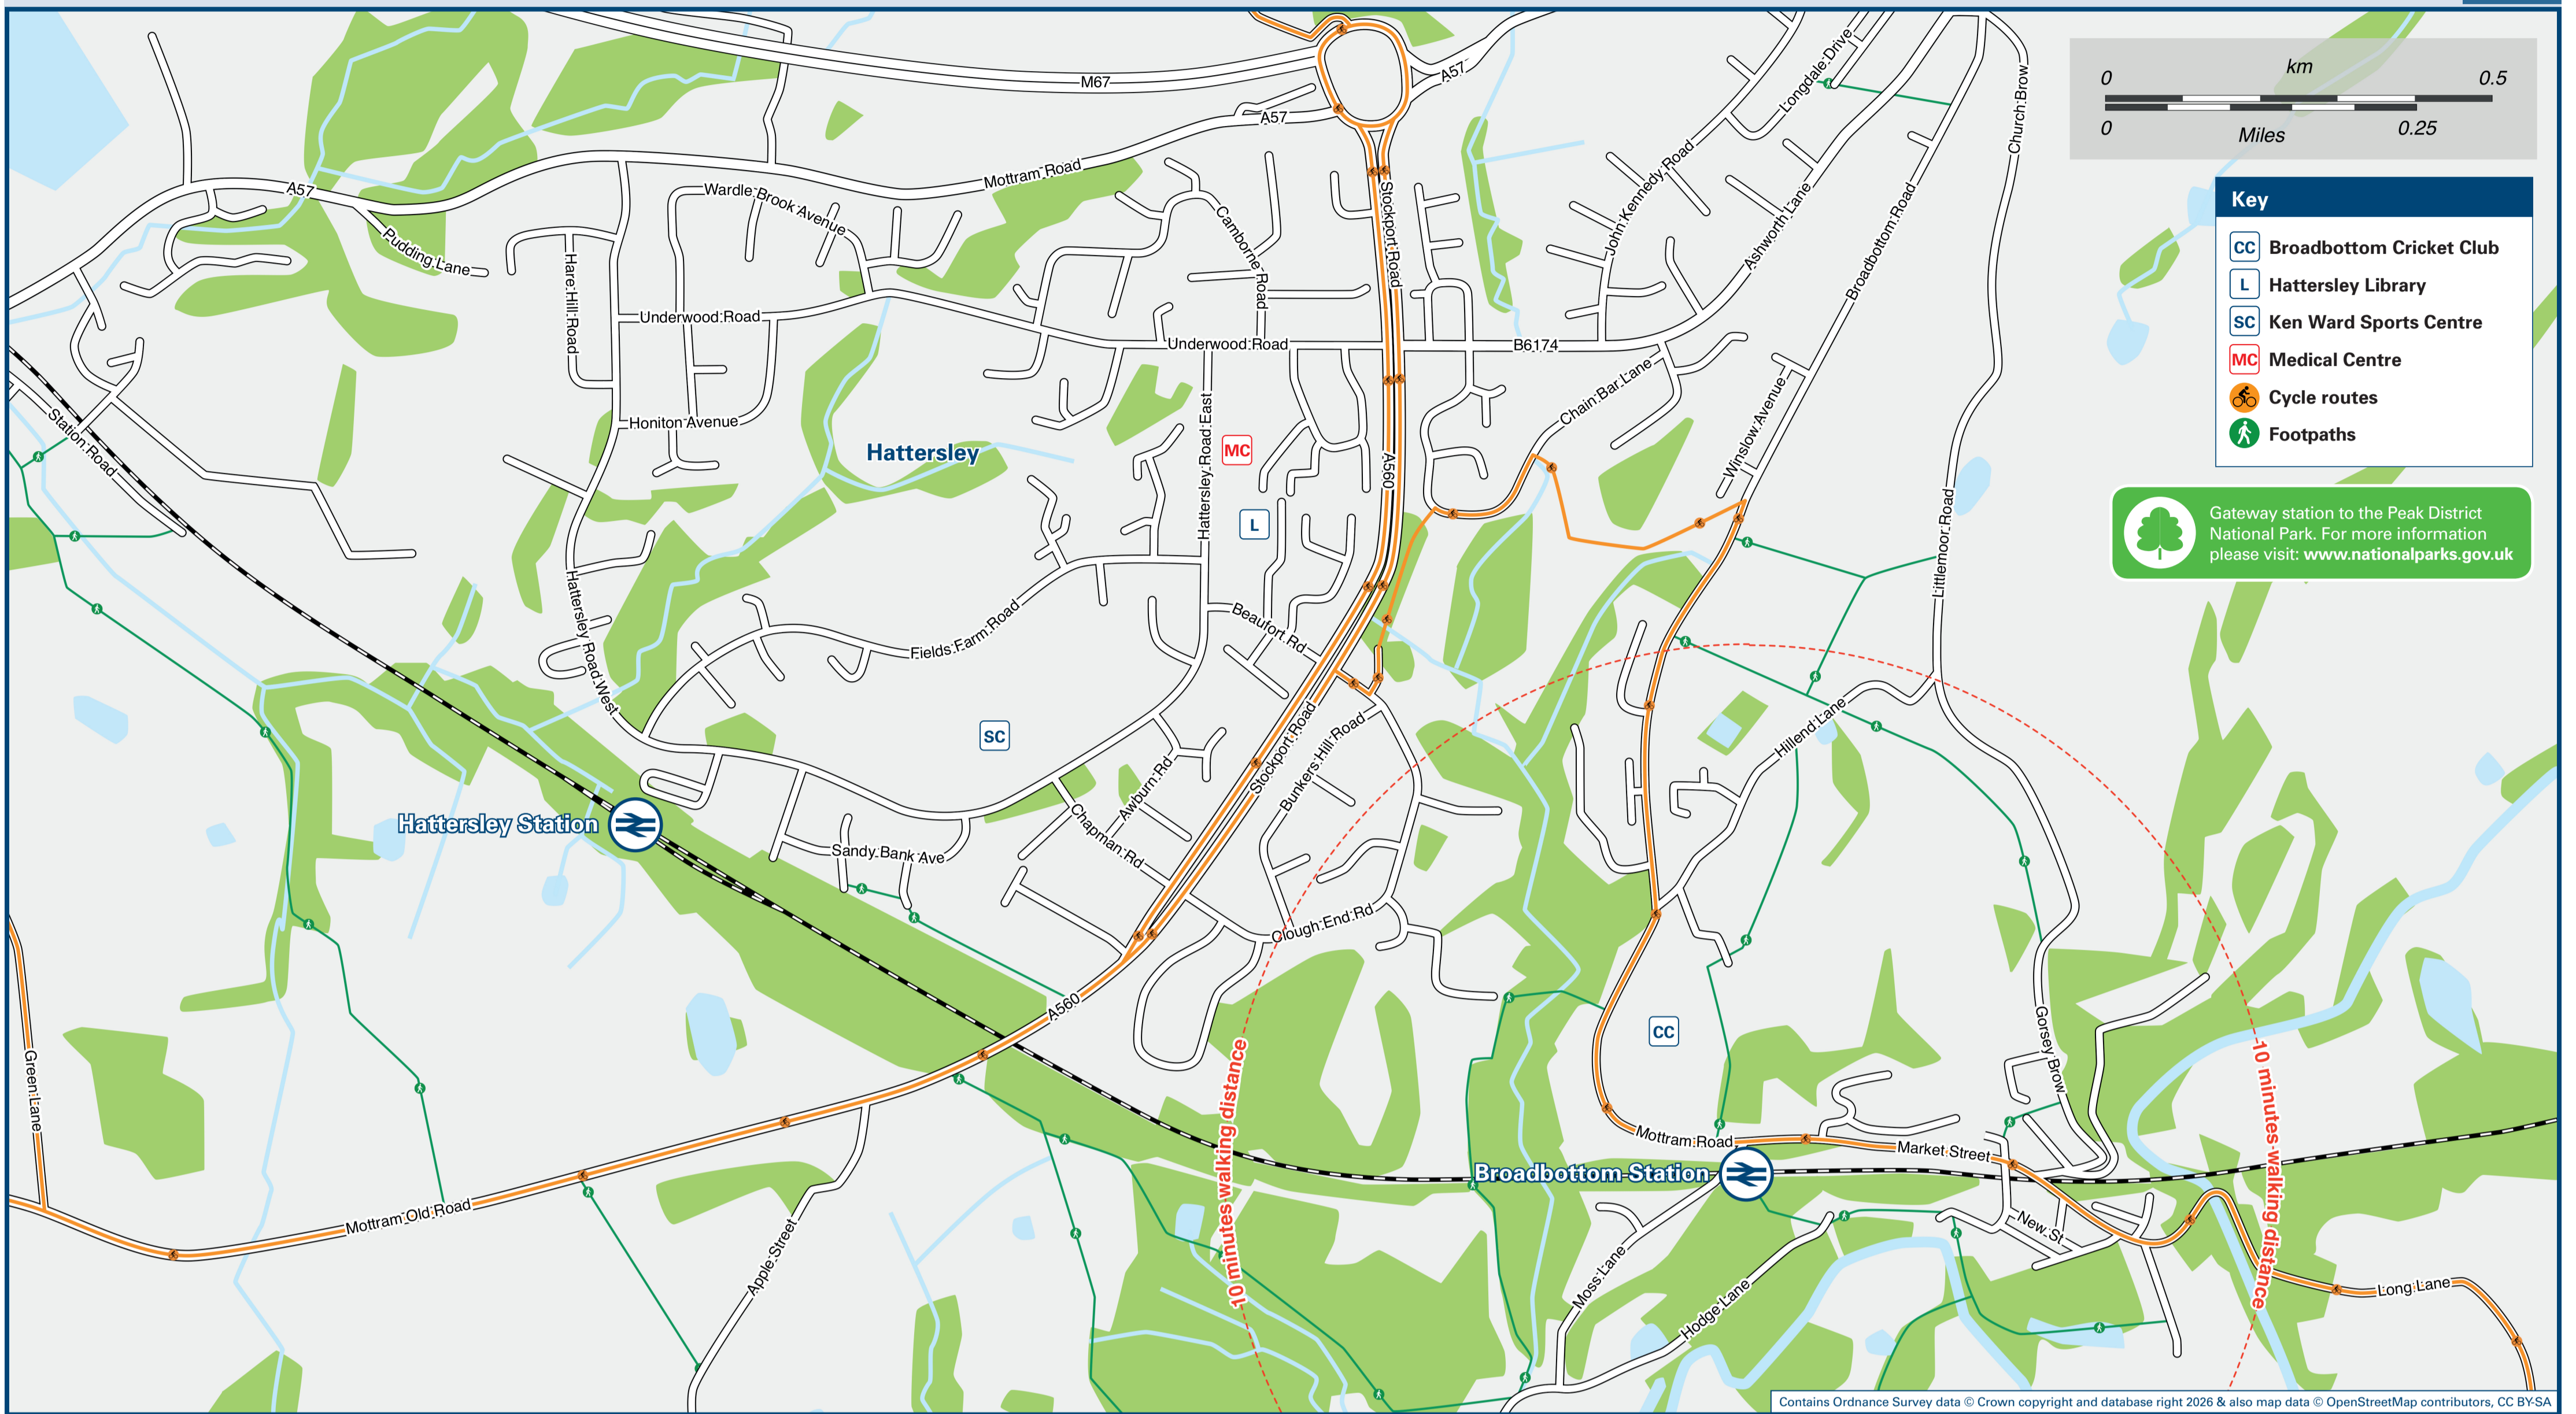 M67
A57
A57
A57
Mottram Road
Wardle Brook Avenue
Pudding Lane
Hare Hill Road
Underwood Road
Underwood Road
B6174
Camborne Road
Stockport Road
John Kennedy Road
Longdale Drive
Ashworth Lane
Broadbottom Road
Church Brow
Chain Bar Lane
Winslow Avenue
Littlemoor Road
Honiton Avenue
Station Road
Hattersley
Hattersley Road East
MC
L
A560
Hattersley Road West
Fields Farm Road
Beaufort Rd
SC
Stockport Road
Bunkers Hill Road
Awburn Rd
Chapman Rd
Hattersley Station
Sandy Bank Ave
Clough End Rd
Hillend Lane
CC
A560
Gorsey Brow
Green Lane
Mottram Old Road
Apple Street
10 minutes walking distance
10 minutes walking distance
Mottram Road
Market Street
Broadbottom Station
New St
Moss Lane
Hodge Lane
Long Lane
km
0 0.5
0 0.25
Miles
Key
CC Broadbottom Cricket Club
L Hattersley Library
SC Ken Ward Sports Centre
MC Medical Centre
Cycle routes
Footpaths
Gateway station to the Peak District
National Park. For more information
please visit: www.nationalparks.gov.uk
Contains Ordnance Survey data © Crown copyright and database right 2026 & also map data © OpenStreetMap contributors, CC BY-SA